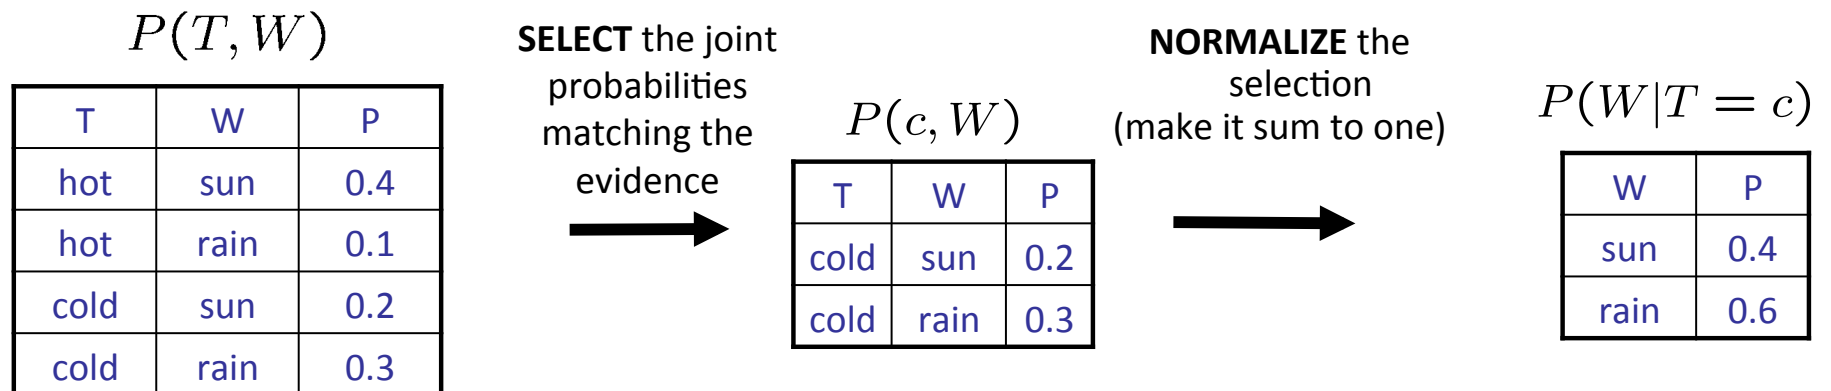 P(T, W)
T W P
hot sun 0.4
hot rain 0.1
cold sun 0.2
cold rain 0.3
SELECT the joint
probabilities
matching the
evidence
P(c, W)
T W P
cold sun 0.2
cold rain 0.3
NORMALIZE the
selection
(make it sum to one)
P(W|T = c)
W P
sun 0.4
rain 0.6